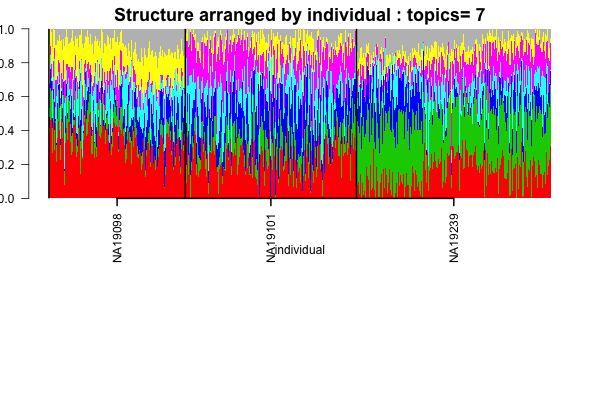 Structure arranged by individual : topics= 7
1.0
0.8
0.6
0.4
0.2
0.0
NA19098
NA19101
NA19239
individual